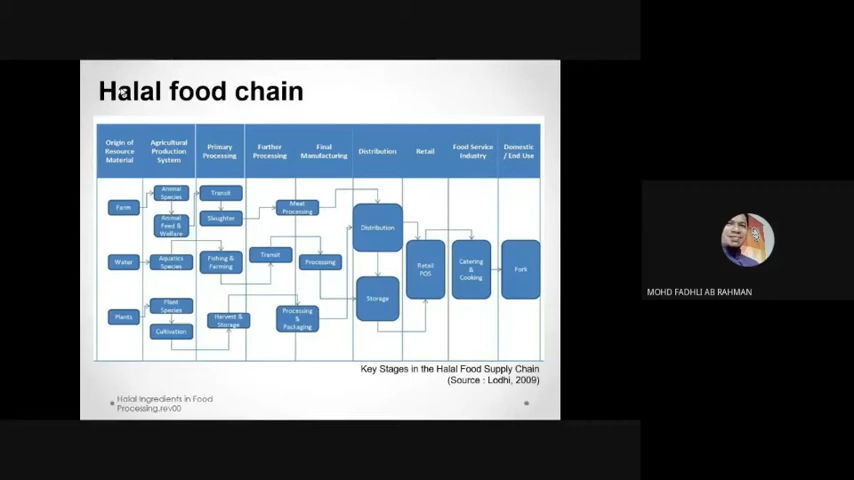 Halal food chain
Origin of
Resource
Material
Agricultural
Production
System
Primary
Processing
Further
Processing
Final
Manufacturing
Distribution
Retail
Food Service
Industry
Domestic
/ End Use
Farm
Animal
Species
Animal
Feed &
Welfare
Transit
Slaughter
Meat
Processing
Distribution
Water
Aquatics
Species
Fishing &
Farming
Transit
Processing
Retail
POS
Catering
&
Cooking
Fork
Storage
Plants
Plant
Species
Cultivation
Harvest &
Storage
Processing
&
Packaging
Key Stages in the Halal Food Supply Chain
(Source : Lodhi, 2009)
Halal Ingredients in Food
Processing.rev00
MOHD FADHLI AB RAHMAN